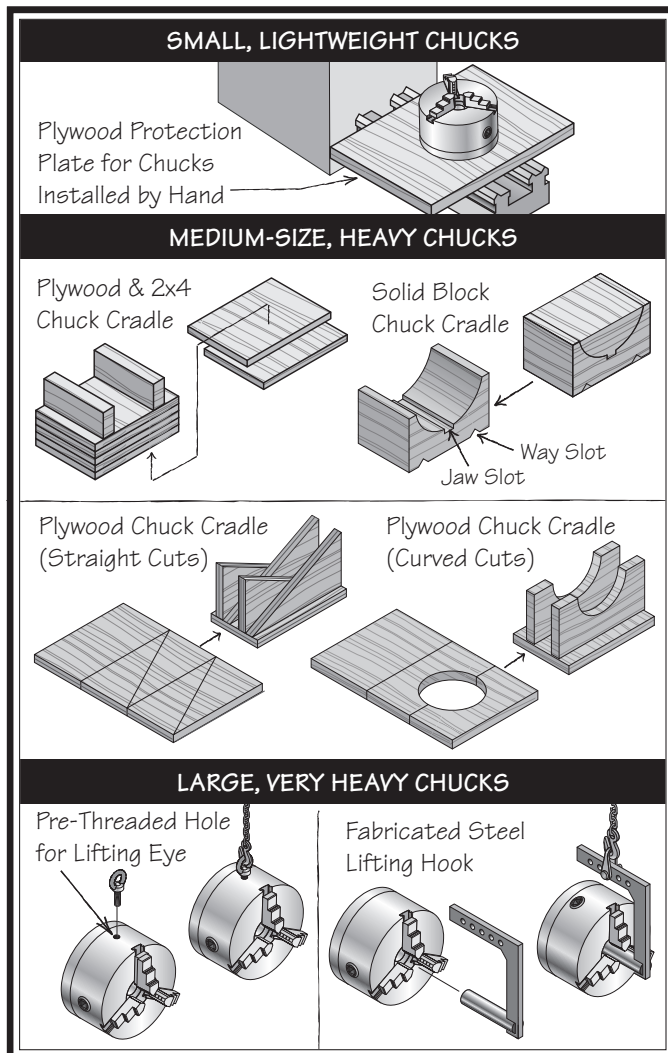 SMALL, LIGHTWEIGHT CHUCKS
Plywood Protection
Plate for Chucks
Installed by Hand
MEDIUM-SIZE, HEAVY CHUCKS
Plywood & 2x4
Chuck Cradle
Solid Block
Chuck Cradle
Way Slot
Jaw Slot
Plywood Chuck Cradle
(Straight Cuts)
Plywood Chuck Cradle
(Curved Cuts)
LARGE, VERY HEAVY CHUCKS
Pre-Threaded Hole
for Lifting Eye
Fabricated Steel
Lifting Hook